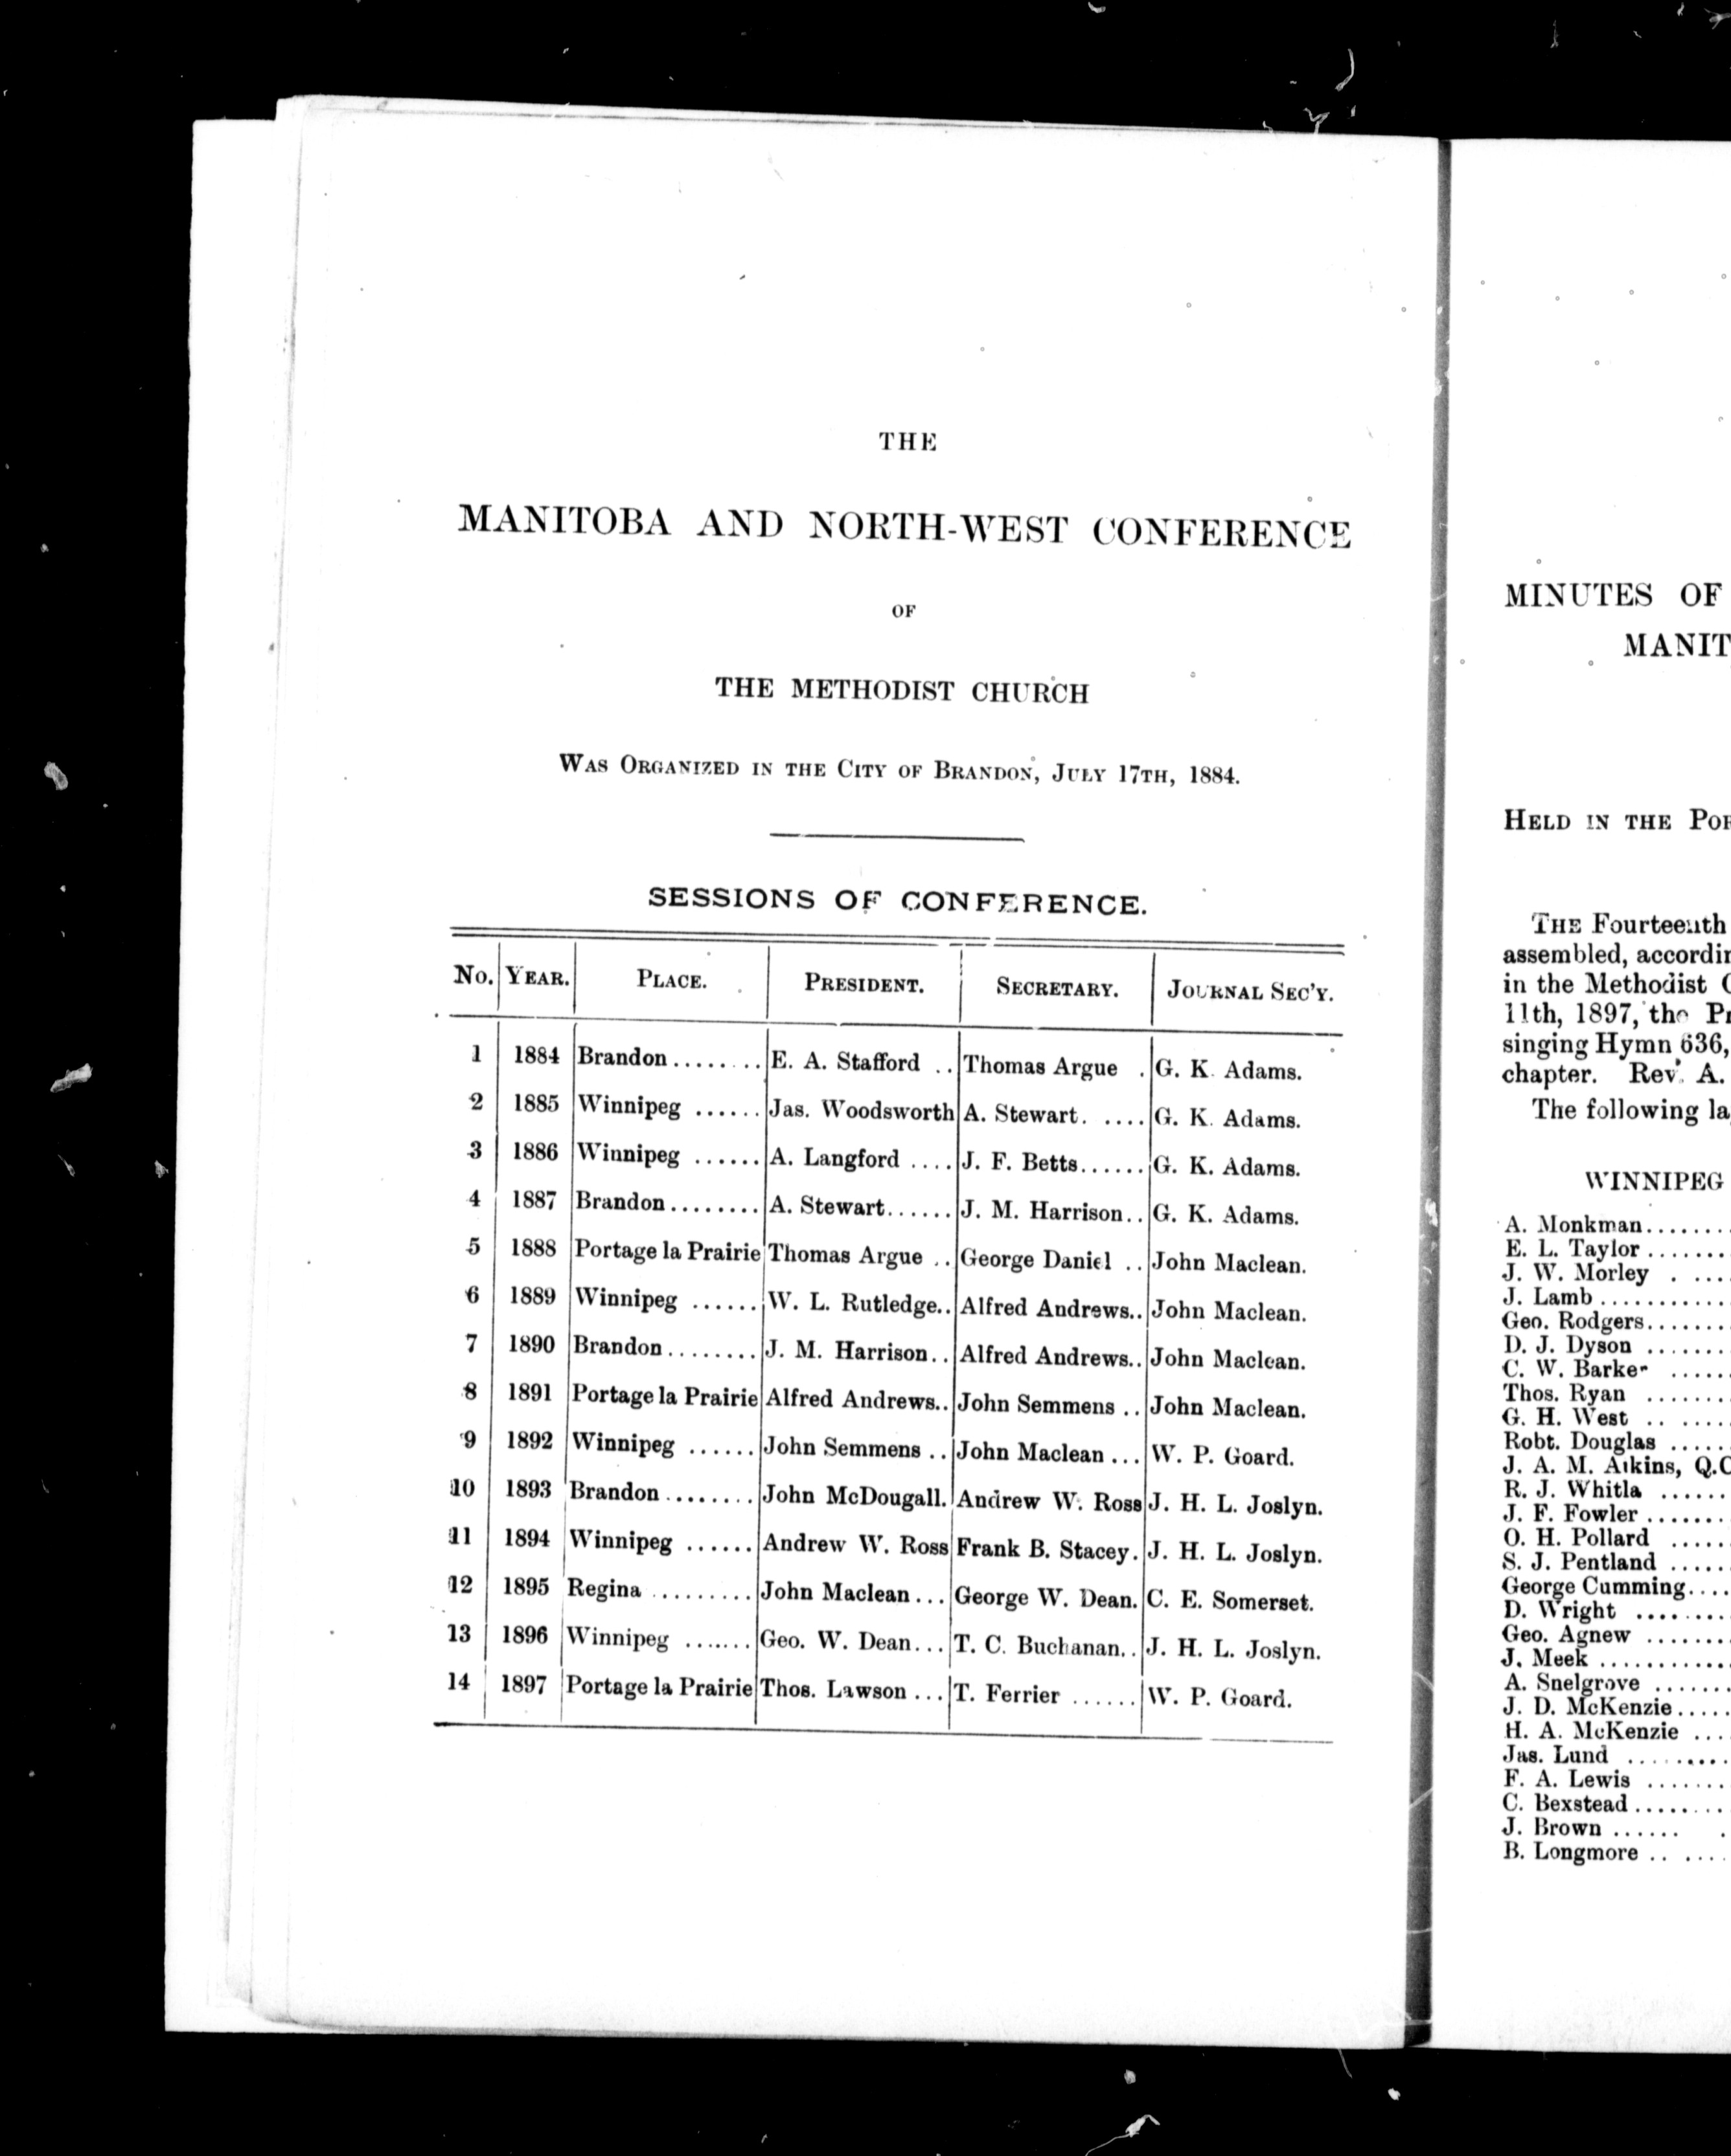 THE
MANITOBA AND NORTH-WEST CONFERENCE
OF
THE METHODIST CHURCH
WAS ORGANIZED IN THE CITY OF BRANDON, JULY 17TH, 1884.
SESSIONS OF CONFERENCE.
NO. YEAR. PLACE. PRESIDENT. SECRETARY. JOURNAL SEC'Y.
1 1884 Brandon........ E. A. Stafford .. Thomas Argue . G. K. Adams.
2 1885 Winnipeg ...... Jas. Woodsworth A. Stewart. .... G. K. Adams.
3 1886 Winnipeg ...... A. Langford .... J. F. Betts...... G. K. Adams.
4 1887 Brandon........ A. Stewart...... J. M. Harrison.. G. K. Adams.
5 1888 Portage la Prairie Thomas Argue .. George Daniel .. John Maclean.
6 1889 Winnipeg ...... W. L. Rutledge.. Alfred Andrews.. John Maclean.
7 1890 Brandon........ J. M. Harrison.. Alfred Andrews.. John Maclean.
8 1891 Portage la Prairie Alfred Andrews.. John Semmens .. John Maclean.
9 1892 Winnipeg ...... John Semmens .. John Maclean ... W. P. Goard.
10 1893 Brandon........ John McDougall. Andrew W. Ross J. H. L. Joslyn.
11 1894 Winnipeg ...... Andrew W. Ross Frank B. Stacey. J. H. L. Joslyn.
12 1895 Regina ......... John Maclean... George W. Dean. C. E. Somerset.
13 1896 Winnipeg ....... Geo. W. Dean... T. C. Buchanan.. J. H. L. Joslyn.
14 1897 Portage la Prairie Thos. Lawson ... T. Ferrier ...... W. P. Goard.
MINUTES OF
MANIT
HELD IN THE POR
THE Fourteenth
assembled, accordin
in the Methodist C
11th, 1897, the Pr
singing Hymn 636,
chapter. Rev. A.
The following la
WINNIPEG
A. Monkman........
E. L. Taylor.......
J. W. Morley . ....
J. Lamb...........
Geo. Rodgers.......
D. J. Dyson .......
C. W. Barker .....
Thos. Ryan .......
G. H. West .. .....
Robt. Douglas .....
J. A. M. Aikins, Q.C
R. J. Whitla ......
J. F. Fowler.......
O. H. Pollard .....
S. J. Pentland .....
George Cumming....
D. Wright ........
Geo. Agnew .......
J. Meek...........
A. Snelgrove .......
J. D. McKenzie.....
H. A. McKenzie ....
Jas. Lund .........
F. A. Lewis .......
C. Bexstead........
J. Brown ...... .
B. Longmore .. ....